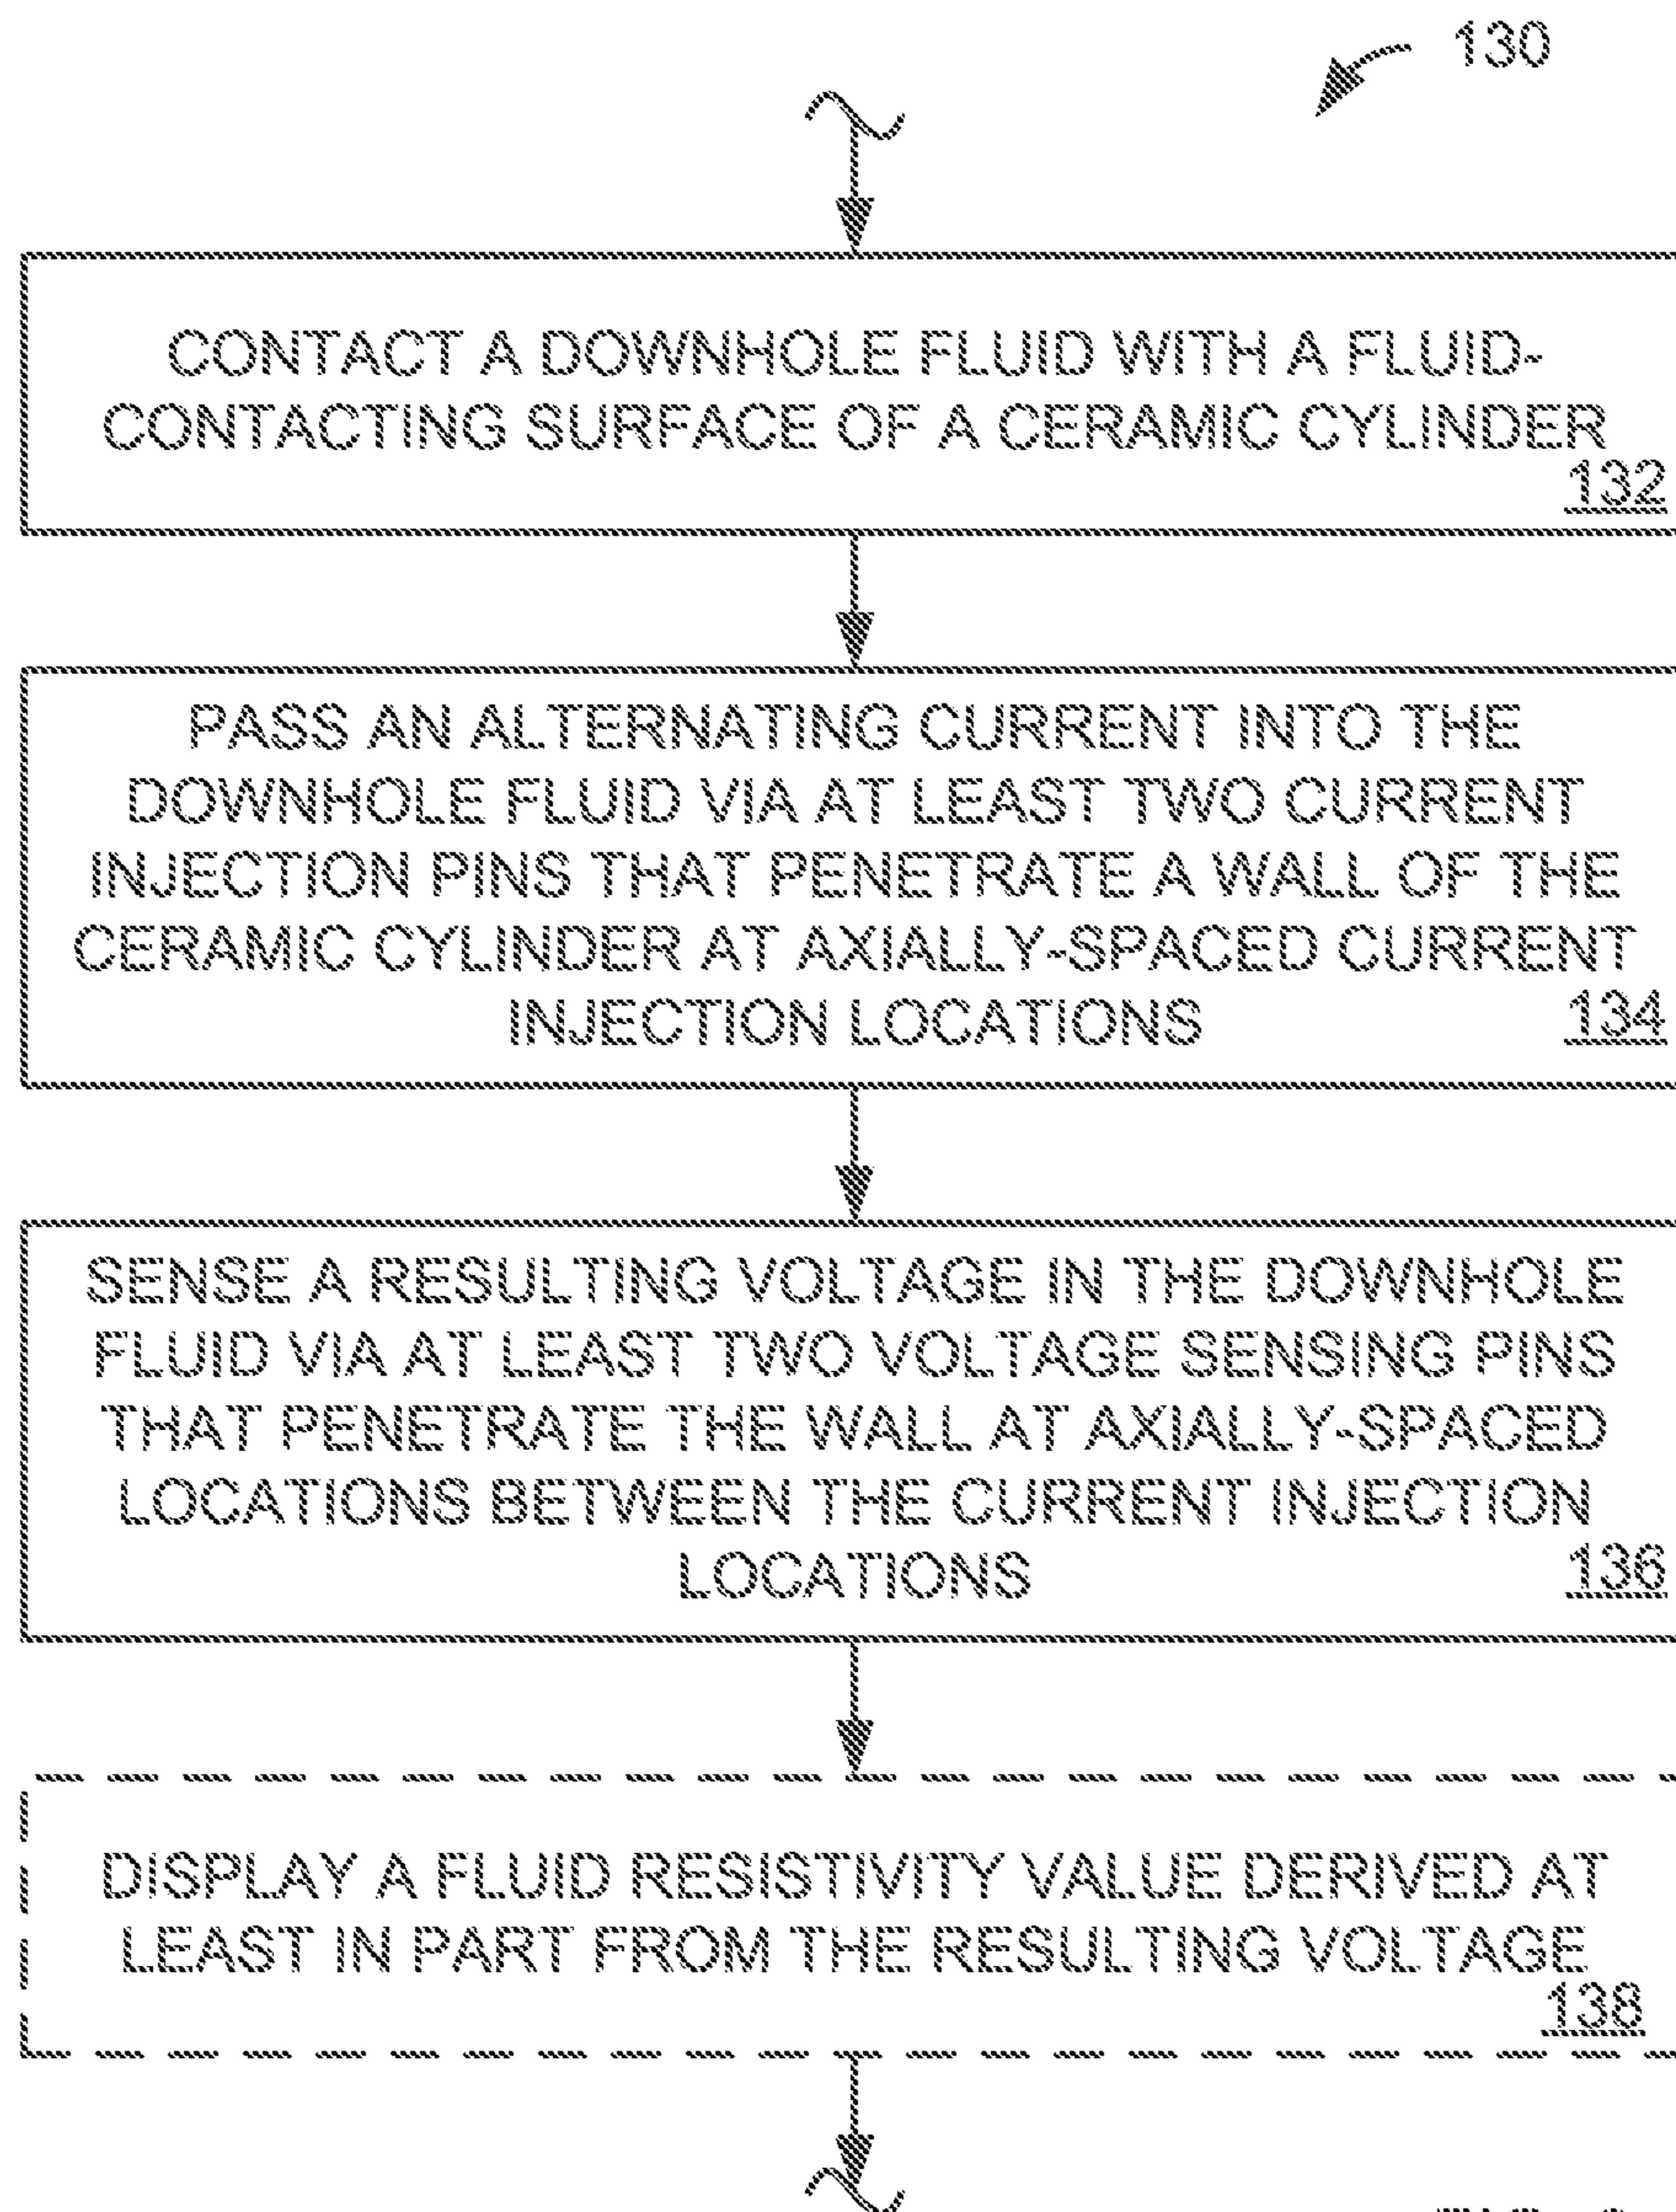 130
CONTACT A DOWNHOLE FLUID WITH A FLUID-
CONTACTING SURFACE OF A CERAMIC CYLINDER
132
PASS AN ALTERNATING CURRENT INTO THE
DOWNHOLE FLUID VIA AT LEAST TWO CURRENT
INJECTION PINS THAT PENETRATE A WALL OF THE
CERAMIC CYLINDER AT AXIALLY-SPACED CURRENT
INJECTION LOCATIONS 134
SENSE A RESULTING VOLTAGE IN THE DOWNHOLE
FLUID VIA AT LEAST TWO VOLTAGE SENSING PINS
THAT PENETRATE THE WALL AT AXIALLY-SPACED
LOCATIONS BETWEEN THE CURRENT INJECTION
LOCATIONS 136
DISPLAY A FLUID RESISTIVITY VALUE DERIVED AT
LEAST IN PART FROM THE RESULTING VOLTAGE
138